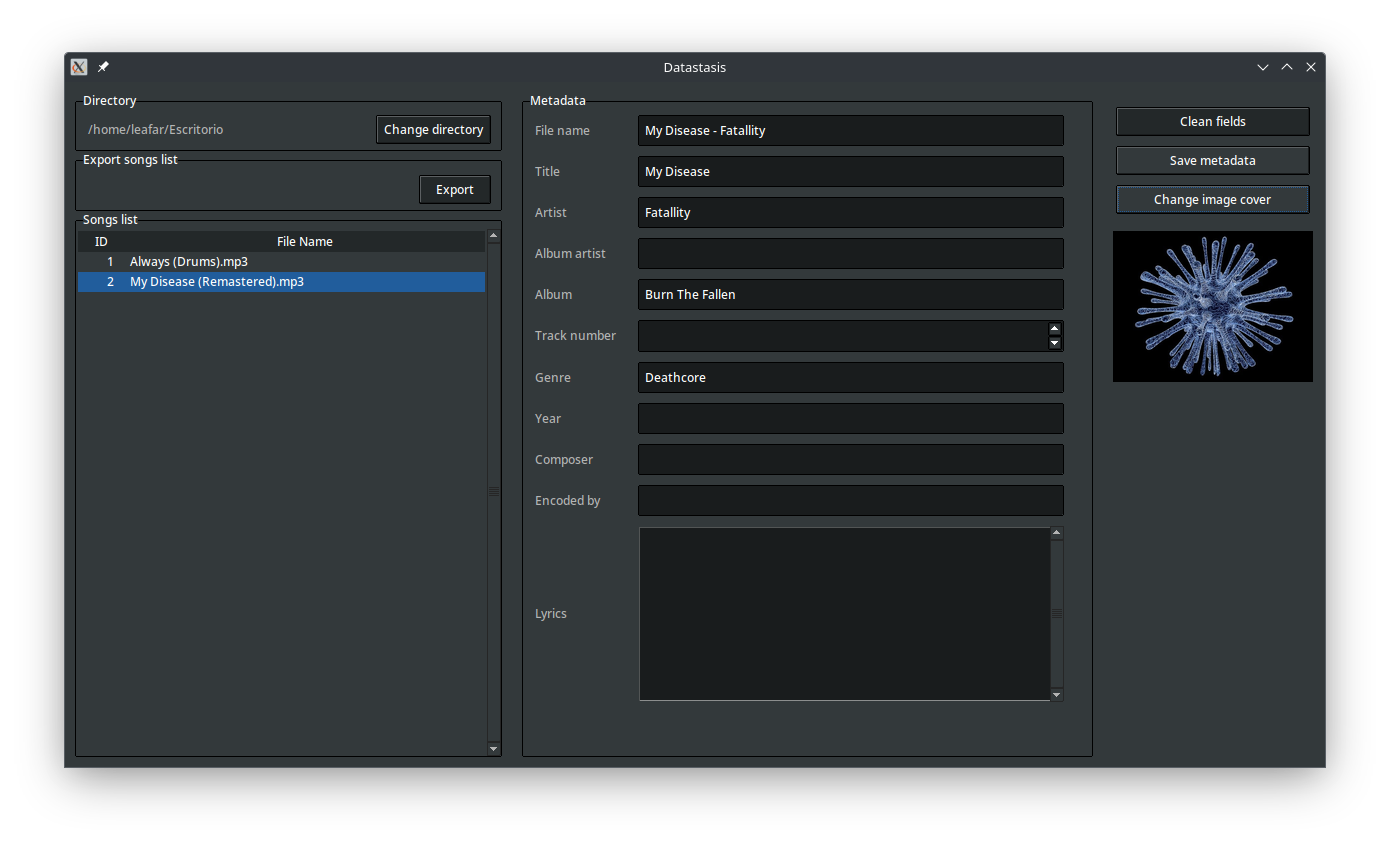 Datastasis
Directory
/home/leafar/Escritorio
Change directory
Export songs list
Export
Songs list
ID File Name
1 Always (Drums).mp3
2 My Disease (Remastered).mp3
Metadata
File name My Disease - Fatallity
Title My Disease
Artist Fatallity
Album artist
Album Burn The Fallen
Track number
Genre Deathcore
Year
Composer
Encoded by
Lyrics
Clean fields
Save metadata
Change image cover